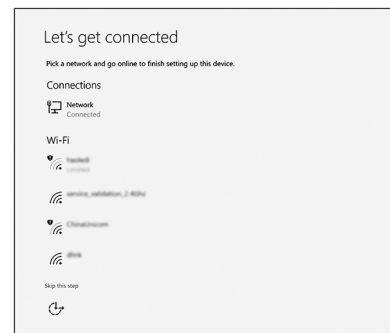 Let's get connected
Pick a network and go online to finish setting up this device.
Connections
Network
Connected
Wi-Fi
Limited
service_validation_2.4Ghz
ChinaUnicom
dlink
Skip this step